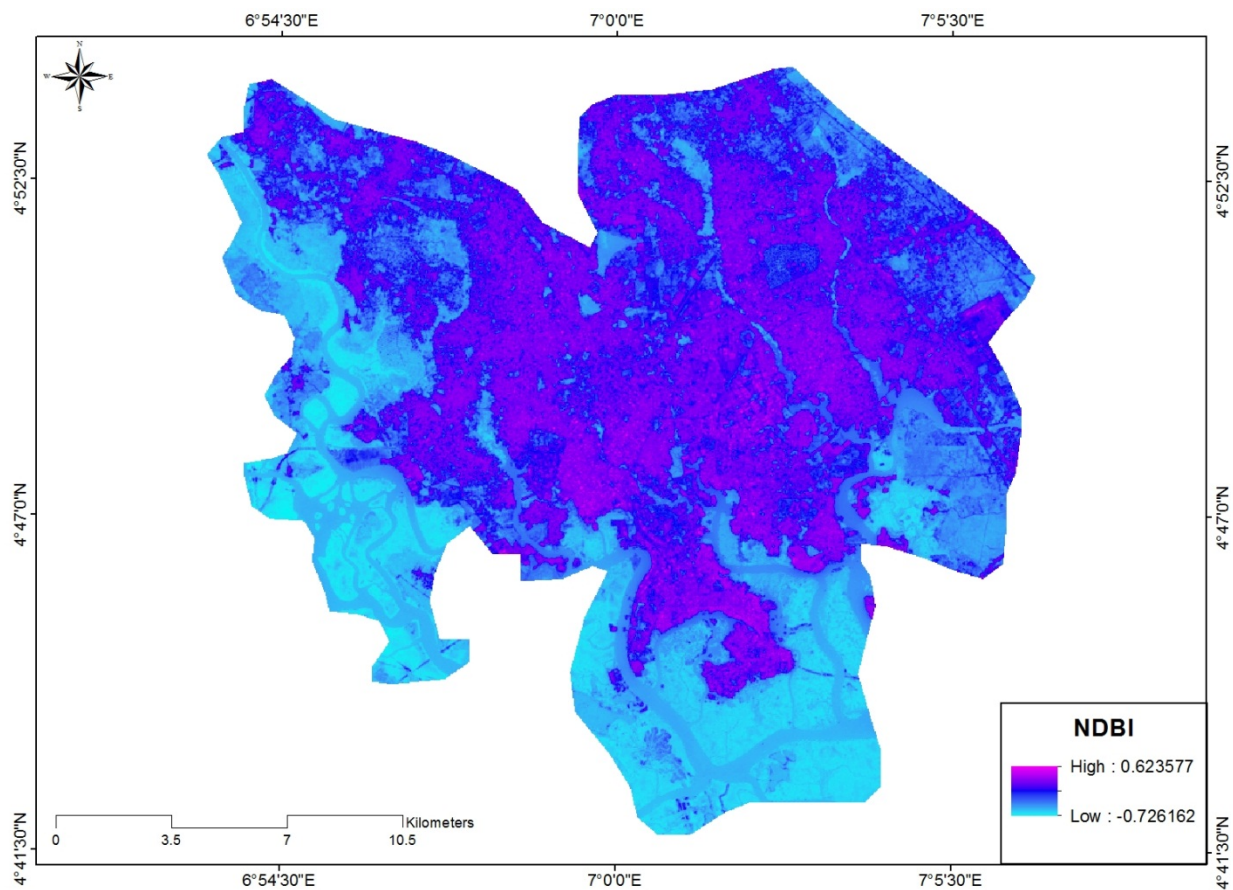 6°54'30"E 7°0'0"E 7°5'30"E
N
W E
S
4°52'30"N 4°52'30"N
4°47'0"N 4°47'0"N
NDBI
High : 0.623577
Low : -0.726162
Kilometers
0 3.5 7 10.5
4°41'30"N 4°41'30"N
6°54'30"E 7°0'0"E 7°5'30"E